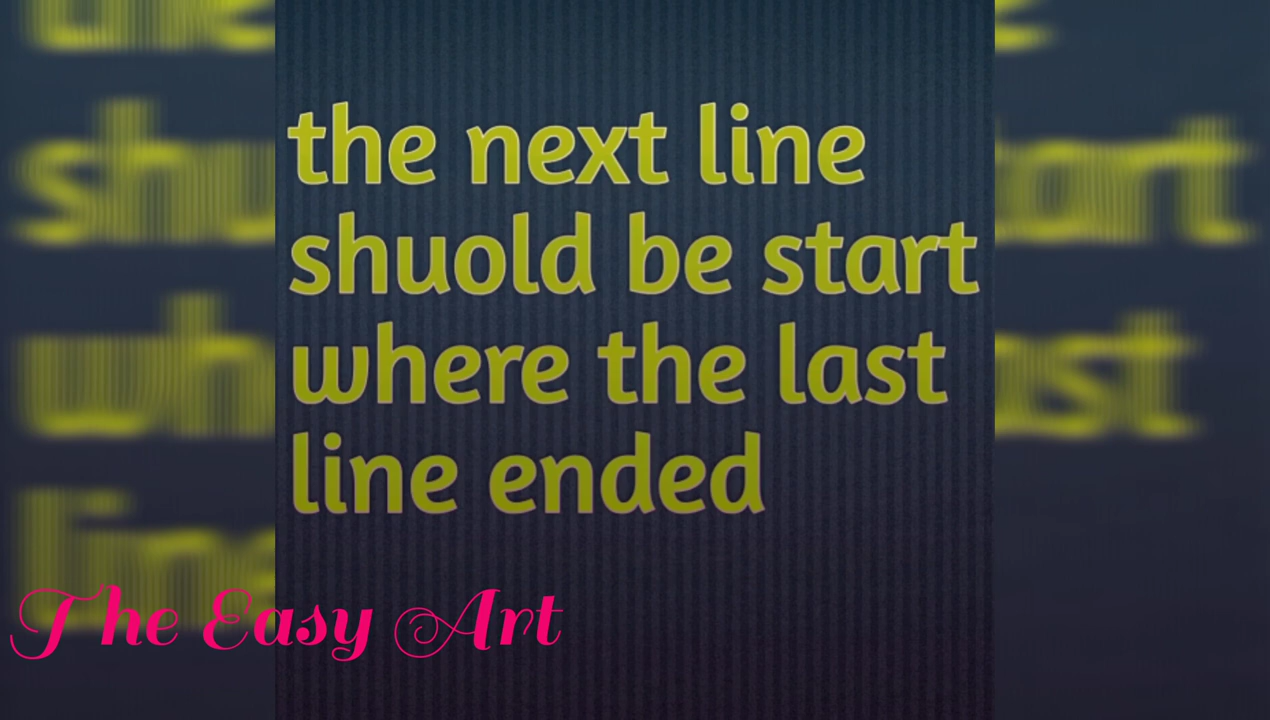 the next line
shuold be start
where the last
line ended
The Easy Art